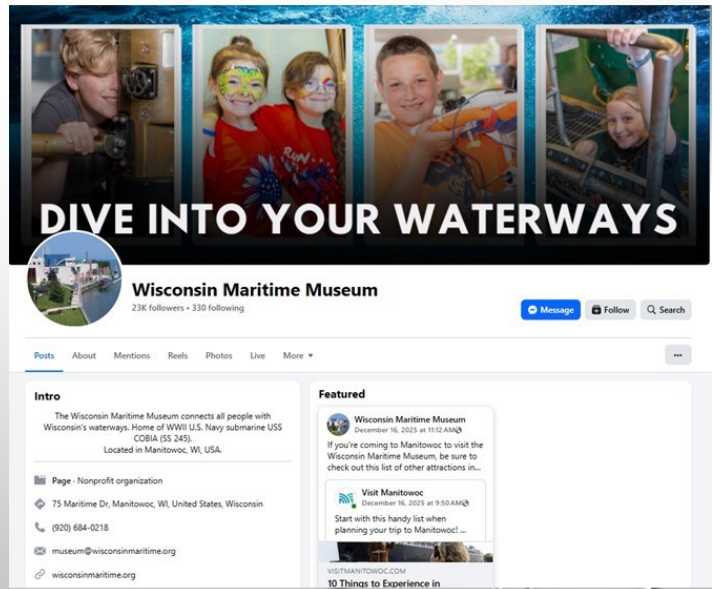 DIVE INTO YOUR WATERWAYS
Wisconsin Maritime Museum
23K followers • 330 following
Message
Follow
Search
Posts
About
Mentions
Reels
Photos
Live
More
Intro
The Wisconsin Maritime Museum connects all people with
Wisconsin's waterways. Home of WWII U.S. Navy submarine USS
COBIA (SS 245).
Located in Manitowoc, WI, USA.
Page · Nonprofit organization
75 Maritime Dr, Manitowoc, WI, United States, Wisconsin
(920) 684-0218
museum@wisconsinmaritime.org
wisconsinmaritime.org
Featured
Wisconsin Maritime Museum
December 16, 2025 at 11:12 AM
If you're coming to Manitowoc to visit the
Wisconsin Maritime Museum, be sure to
check out this list of other attractions in...
Visit Manitowoc
December 16, 2025 at 9:50 AM
Start with this handy list when
planning your trip to Manitowoc! ...
VISITMANITOWOC.COM
10 Things to Experience in